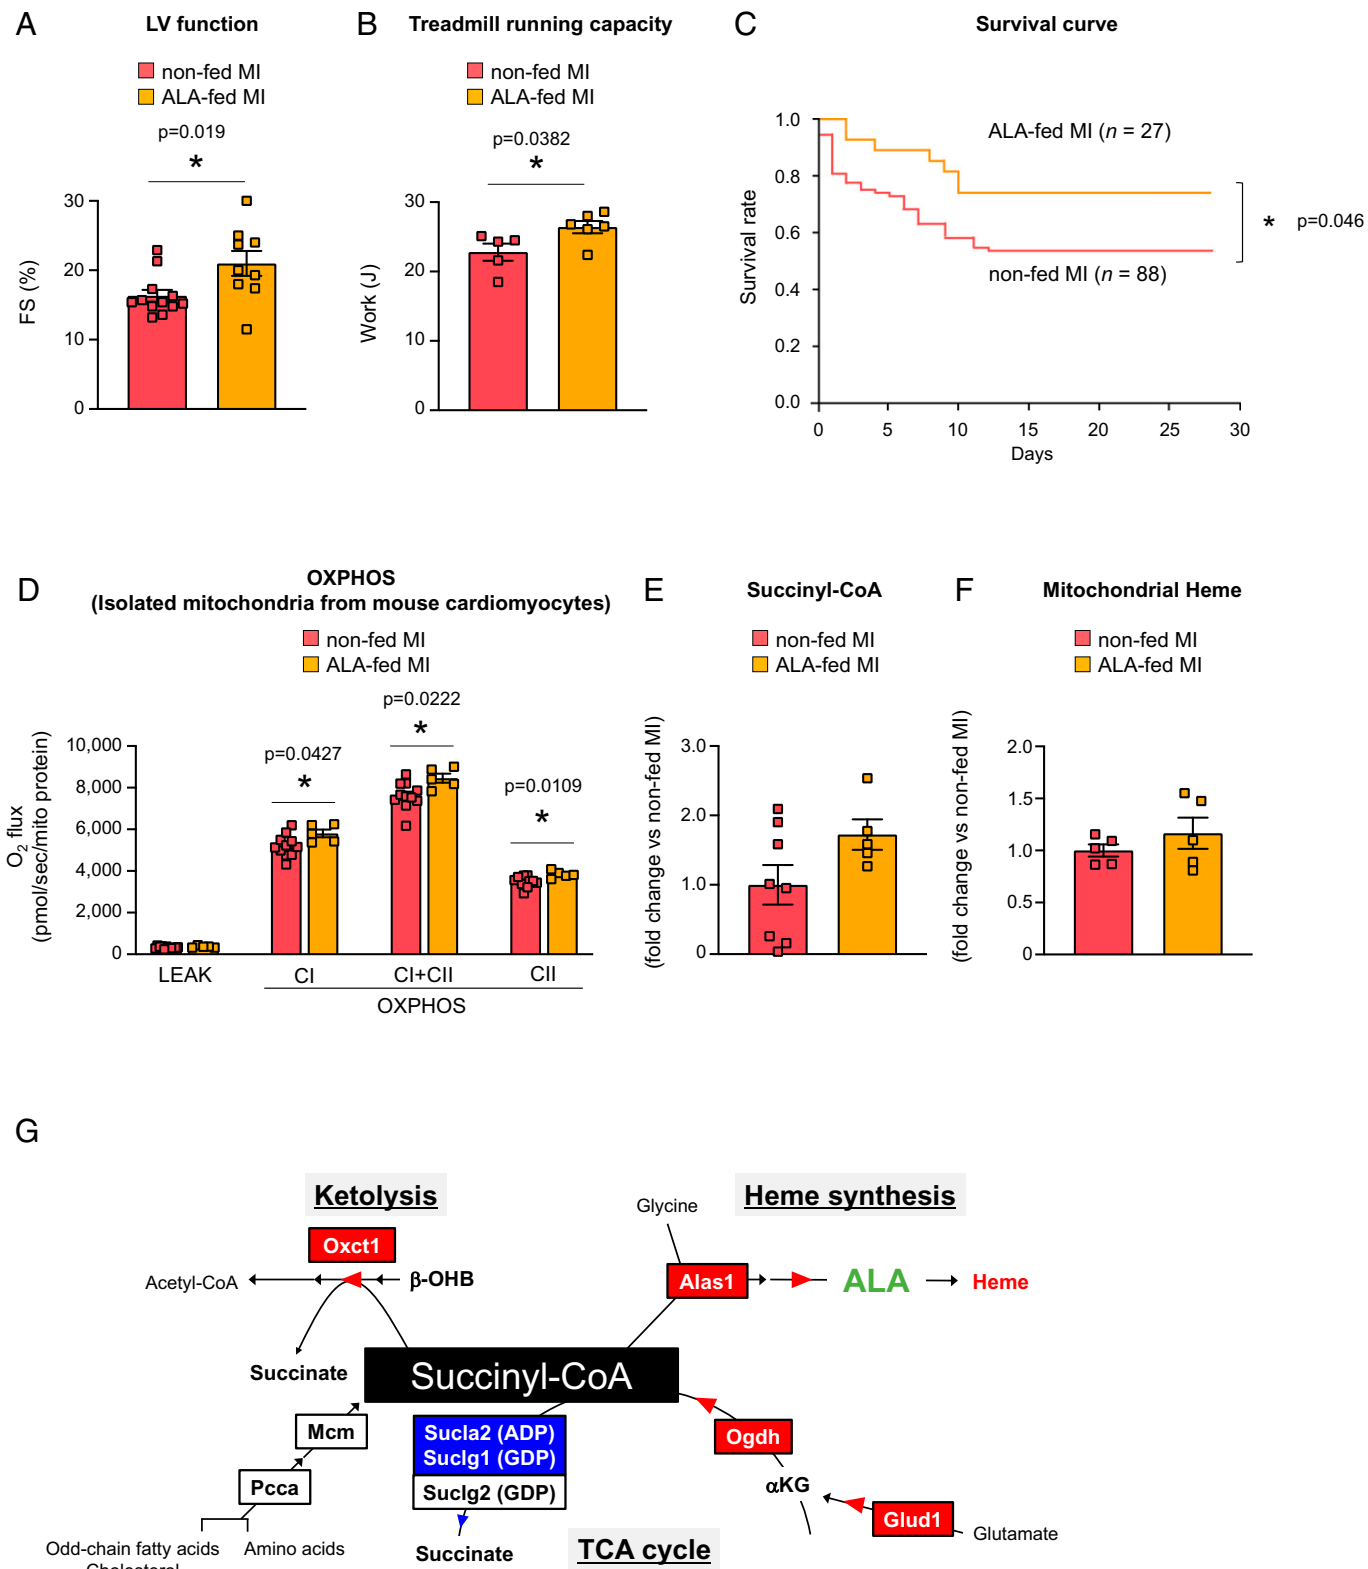 A
LV function
non-fed MI
ALA-fed MI
p=0.019
*
30
20
10
0
FS (%)
B
Treadmill running capacity
non-fed MI
ALA-fed MI
p=0.0382
*
30
20
10
0
Work (J)
C
Survival curve
1.0
0.8
0.6
0.4
0.2
0.0
Survival rate
ALA-fed MI (n = 27)
non-fed MI (n = 88)
* p=0.046
0 5 10 15 20 25 30
Days
D
OXPHOS
(Isolated mitochondria from mouse cardiomyocytes)
non-fed MI
ALA-fed MI
p=0.0222
*
p=0.0427
*
p=0.0109
*
10,000
8,000
6,000
4,000
2,000
0
O2 flux
(pmol/sec/mito protein)
LEAK CI CI+CII CII
OXPHOS
E
Succinyl-CoA
non-fed MI
ALA-fed MI
3.0
2.0
1.0
0
(fold change vs non-fed MI)
F
Mitochondrial Heme
non-fed MI
ALA-fed MI
2.0
1.5
1.0
0.5
0
(fold change vs non-fed MI)
G
Ketolysis
Heme synthesis
Glycine
Oxct1
Acetyl-CoA
β-OHB
Alas1
ALA
Heme
Succinate
Succinyl-CoA
Mcm
Sucla2 (ADP)
Suclg1 (GDP)
Suclg2 (GDP)
Ogdh
Pcca
αKG
Glud1
Glutamate
Odd-chain fatty acids
Amino acids
Cholesterol
Succinate
TCA cycle